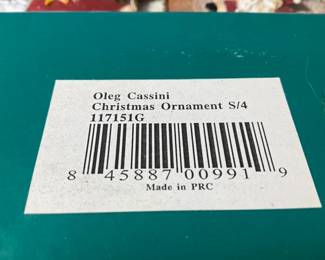 Oleg Cassini
Christmas Ornament S/4
117151G
8 45887 00991 9
Made in PRC